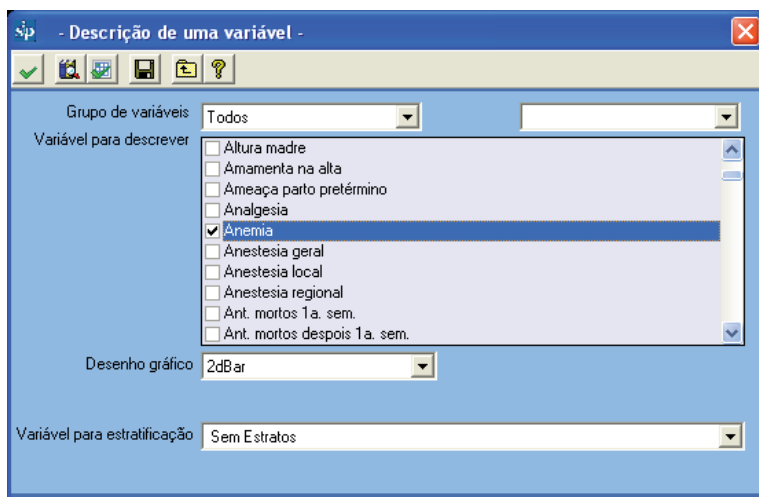 sip - Descrição de uma variável -
Grupo de variáveis Todos
Variável para descrever
Altura madre
Amamenta na alta
Ameaça parto pretérmino
Analgesia
Anemia
Anestesia geral
Anestesia local
Anestesia regional
Ant. mortos 1a. sem.
Ant. mortos despois 1a. sem.
Desenho gráfico 2dBar
Variável para estratificação Sem Estratos